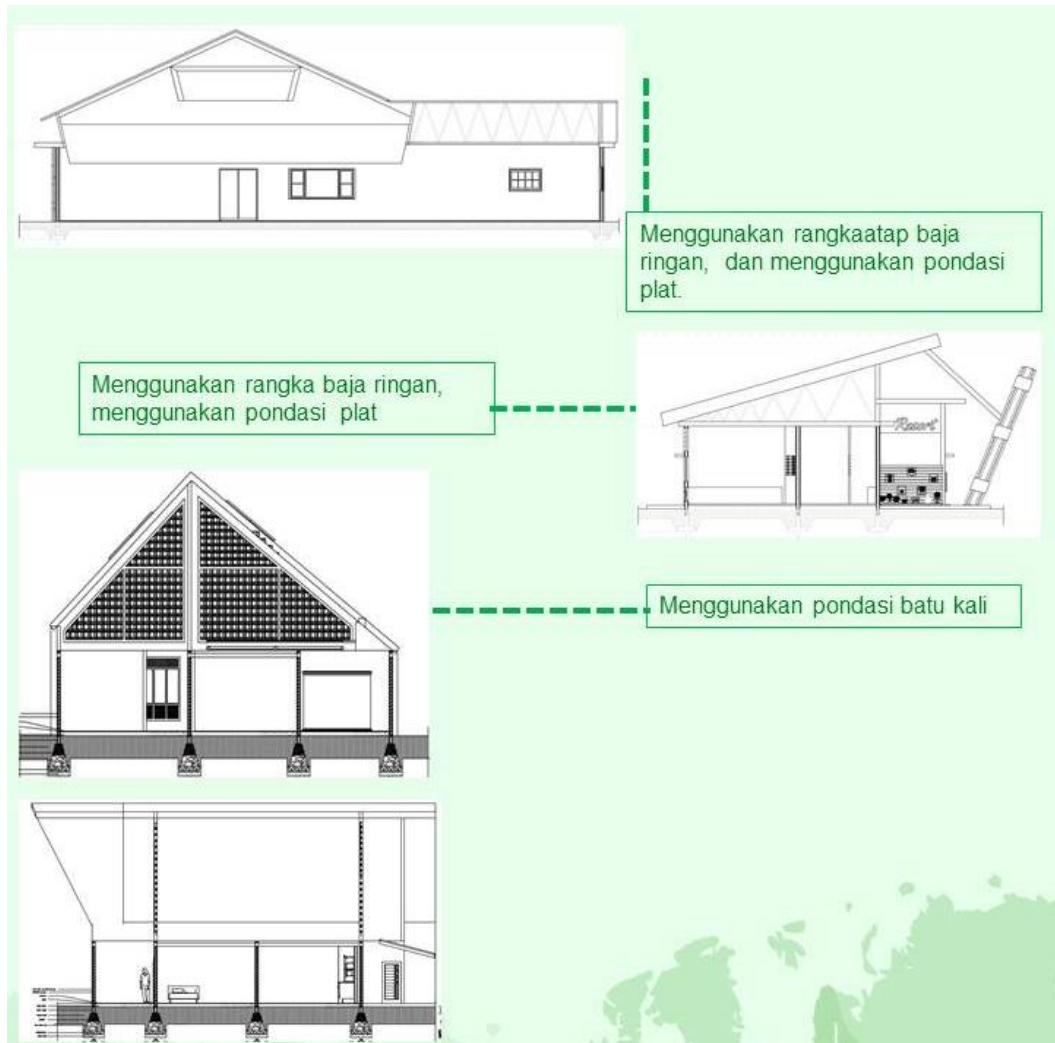 Menggunakan rangkaatap baja
ringan, dan menggunakan pondasi
plat.
Menggunakan rangka baja ringan,
menggunakan pondasi plat
Resort
Menggunakan pondasi batu kali